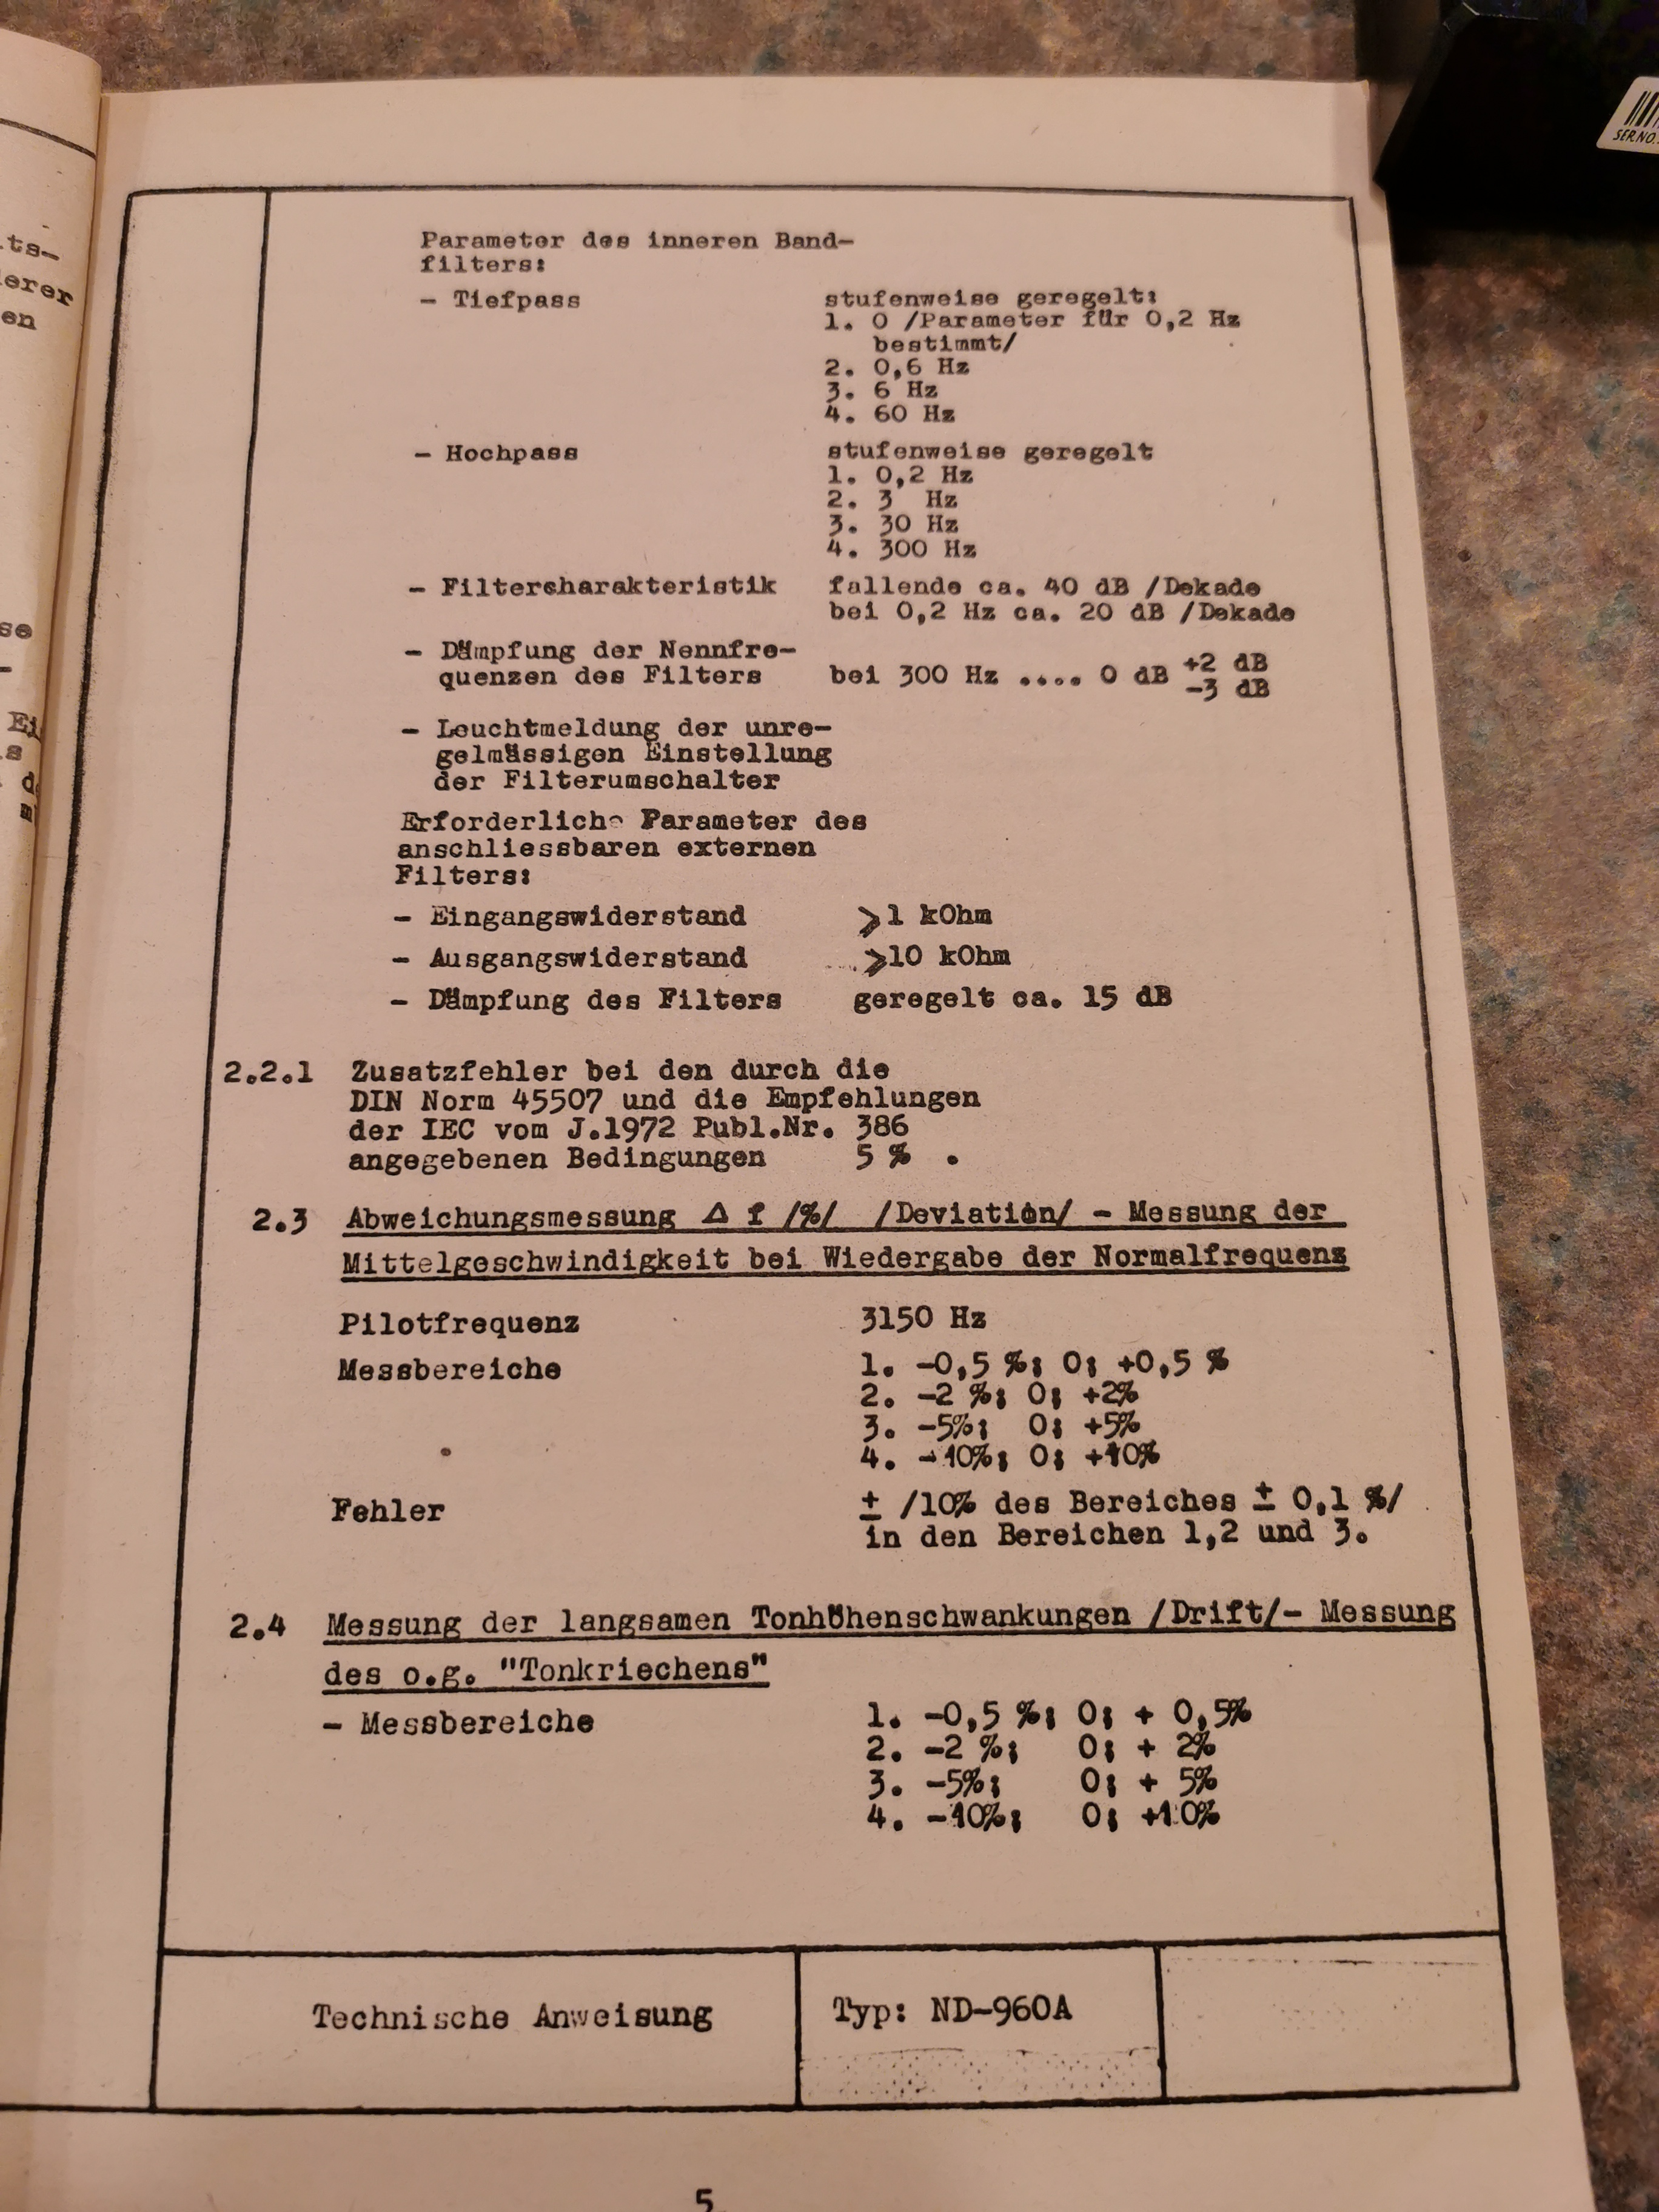 SER.NO.
ts-
erer
en
se
-
Ei
s
d
Parameter des inneren Band-
filters:
- Tiefpass stufenweise geregelt:
1. 0 /Parameter für 0,2 Hz
bestimmt/
2. 0,6 Hz
3. 6 Hz
4. 60 Hz
- Hochpass stufenweise geregelt
1. 0,2 Hz
2. 3 Hz
3. 30 Hz
4. 300 Hz
- Filtercharakteristik fallende ca. 40 dB /Dekade
bei 0,2 Hz ca. 20 dB /Dekade
- Dämpfung der Nennfre-
quenzen des Filters bei 300 Hz .... 0 dB +2 dB
-3 dB
- Leuchtmeldung der unre-
gelmässigen Einstellung
der Filterumschalter
Erforderliche Parameter des
anschliessbaren externen
Filters:
- Eingangswiderstand ⩾1 kOhm
- Ausgangswiderstand ⩾10 kOhm
- Dämpfung des Filters geregelt ca. 15 dB
2.2.1 Zusatzfehler bei den durch die
DIN Norm 45507 und die Empfehlungen
der IEC vom J.1972 Publ.Nr. 386
angegebenen Bedingungen 5 % .
2.3 Abweichungsmessung Δ f /%/ /Deviation/ - Messung der
Mittelgeschwindigkeit bei Wiedergabe der Normalfrequenz
Pilotfrequenz 3150 Hz
Messbereiche 1. -0,5 %; 0; +0,5 %
2. -2 %; 0; +2%
3. -5%; 0; +5%
4. -10%; 0; +10%
Fehler ± /10% des Bereiches ± 0,1 %/
in den Bereichen 1,2 und 3.
2.4 Messung der langsamen Tonhöhenschwankungen /Drift/- Messung
des o.g. "Tonkriechens"
- Messbereiche 1. -0,5 %; 0; + 0,5%
2. -2 %; 0; + 2%
3. -5%; 0; + 5%
4. -10%; 0; +10%
Technische Anweisung Typ: ND-960A
5